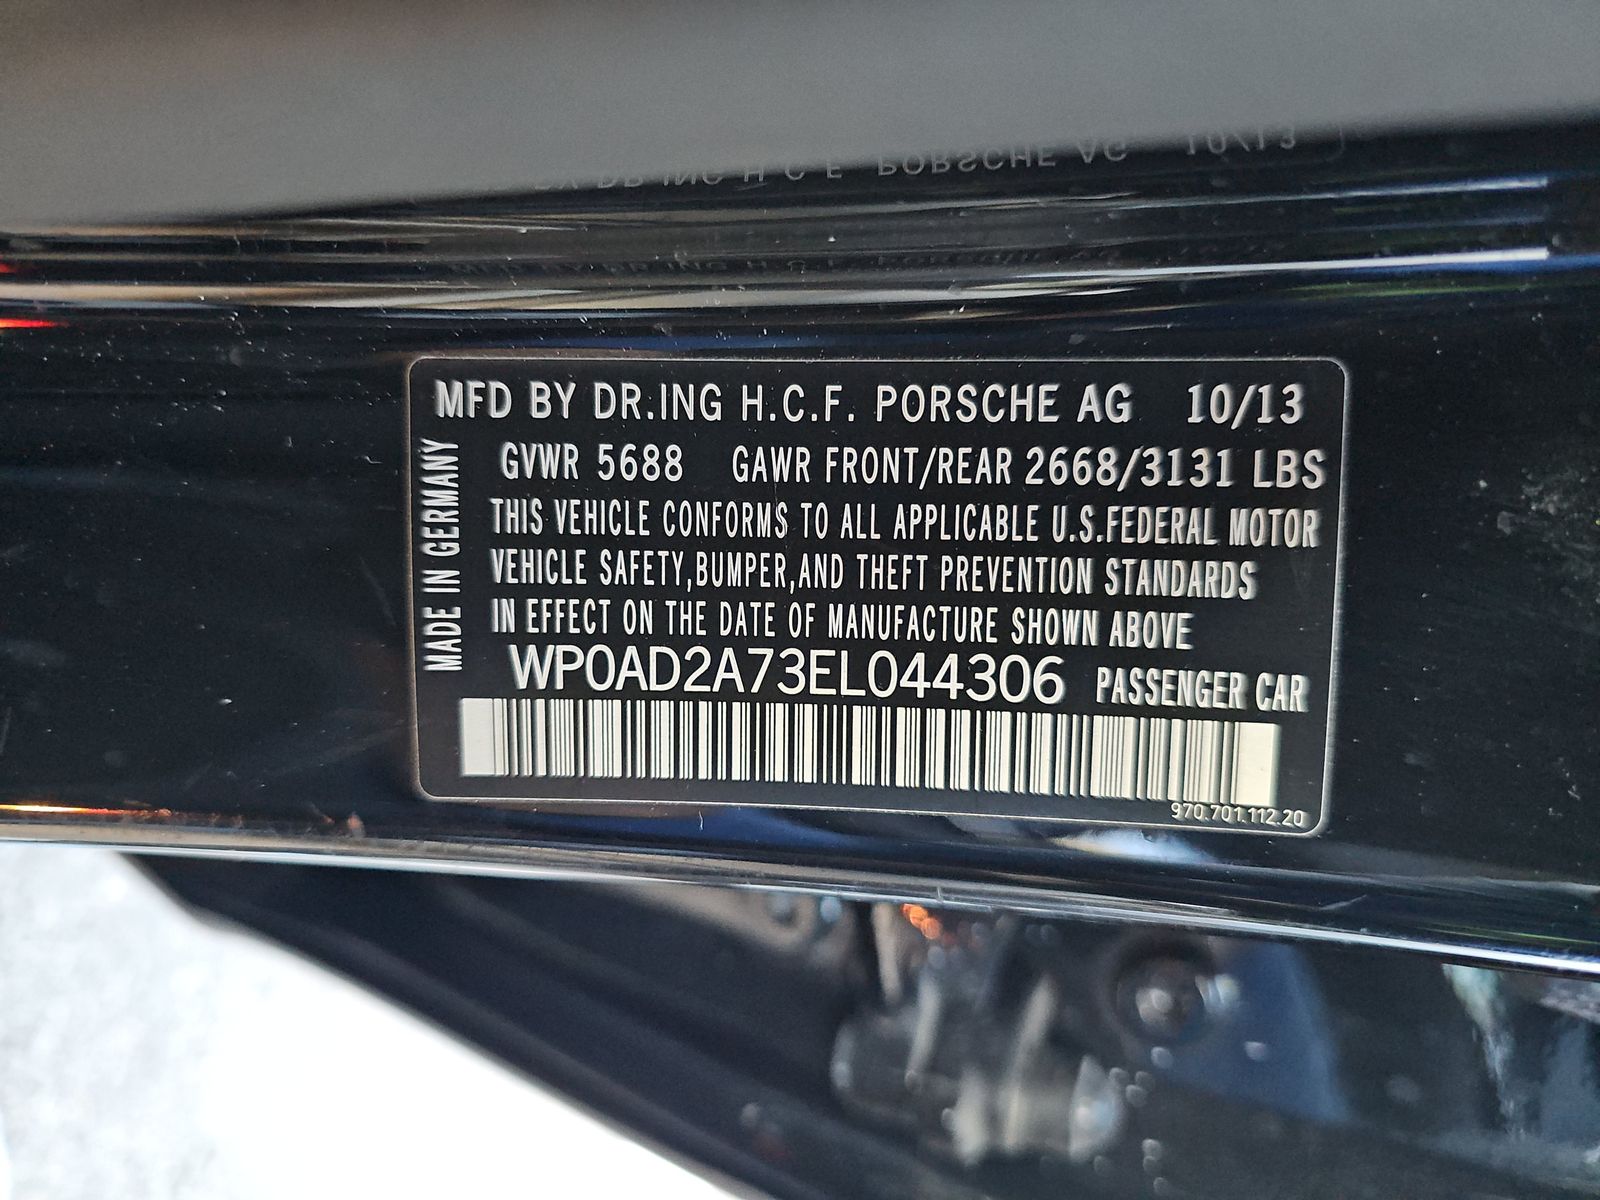 MFD BY DR.ING H.C.F. PORSCHE AG 10/13
GVWR 5688 GAWR FRONT/REAR 2668/3131 LBS
THIS VEHICLE CONFORMS TO ALL APPLICABLE U.S.FEDERAL MOTOR
VEHICLE SAFETY,BUMPER,AND THEFT PREVENTION STANDARDS
IN EFFECT ON THE DATE OF MANUFACTURE SHOWN ABOVE
WP0AD2A73EL044306 PASSENGER CAR
MADE IN GERMANY
970.701.112.20